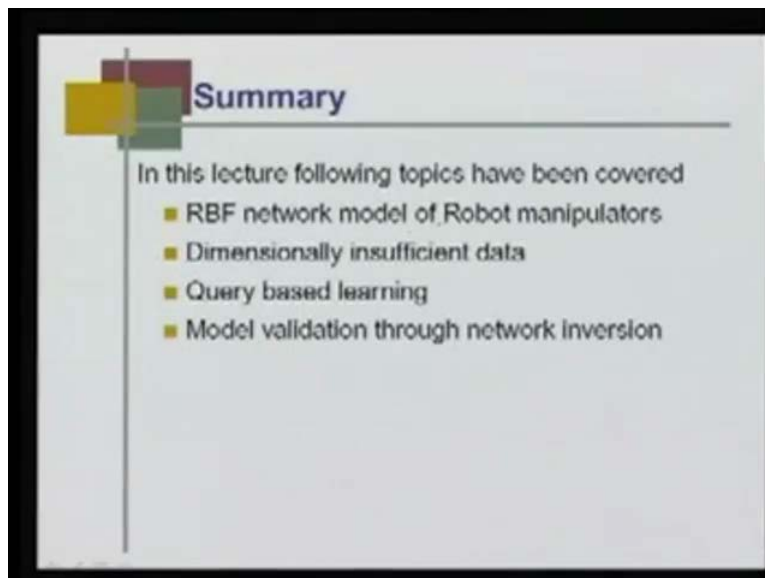 Summary
In this lecture following topics have been covered
RBF network model of Robot manipulators
Dimensionally insufficient data
Query based learning
Model validation through network inversion